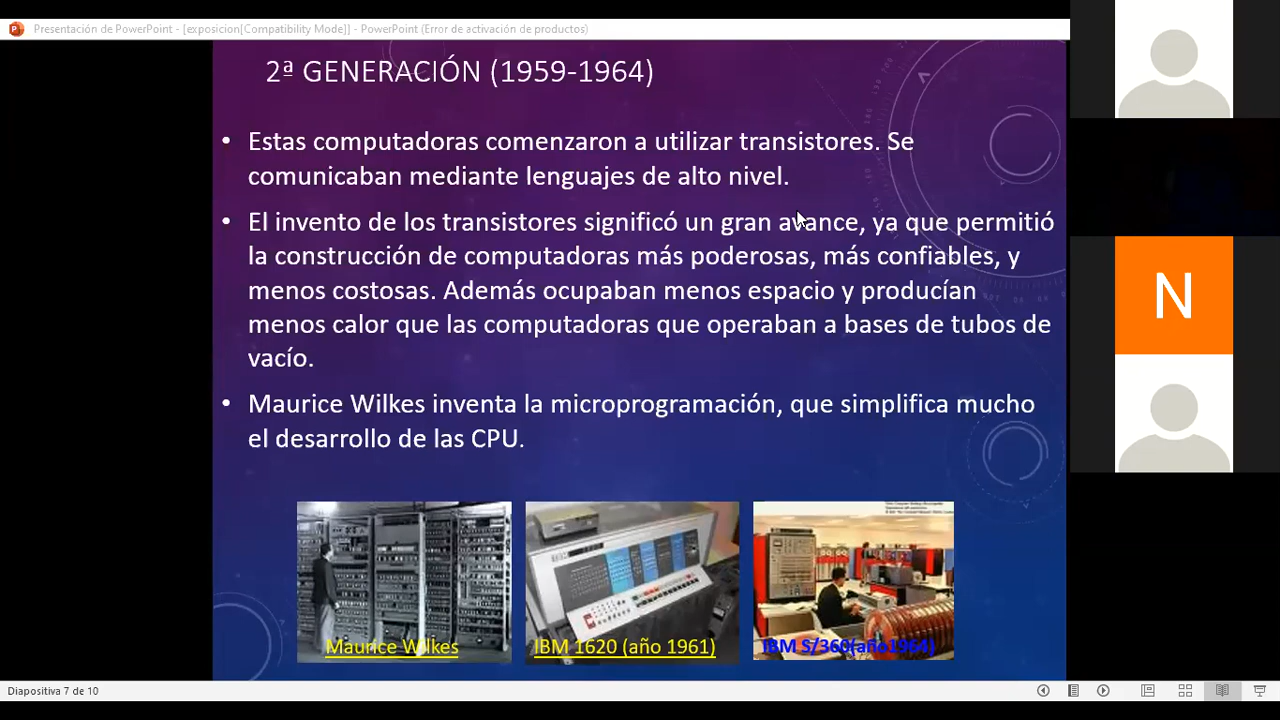 Presentación de PowerPoint - [exposicion[Compatibility Mode]] - PowerPoint (Error de activación de productos)
2ª GENERACIÓN (1959-1964)
• Estas computadoras comenzaron a utilizar transistores. Se
comunicaban mediante lenguajes de alto nivel.
• El invento de los transistores significó un gran avance, ya que permitió
la construcción de computadoras más poderosas, más confiables, y
menos costosas. Además ocupaban menos espacio y producían
menos calor que las computadoras que operaban a bases de tubos de
vacío.
• Maurice Wilkes inventa la microprogramación, que simplifica mucho
el desarrollo de las CPU.
Maurice Wilkes
IBM 1620 (año 1961)
IBM S/360(año1964)
N
Diapositiva 7 de 10